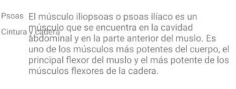 Psoas
Cintura y cadera
El músculo iliopsoas o psoas ilíaco es un
músculo que se encuentra en la cavidad
abdominal y en la parte anterior del muslo. Es
uno de los músculos más potentes del cuerpo, el
principal flexor del muslo y el más potente de los
músculos flexores de la cadera.